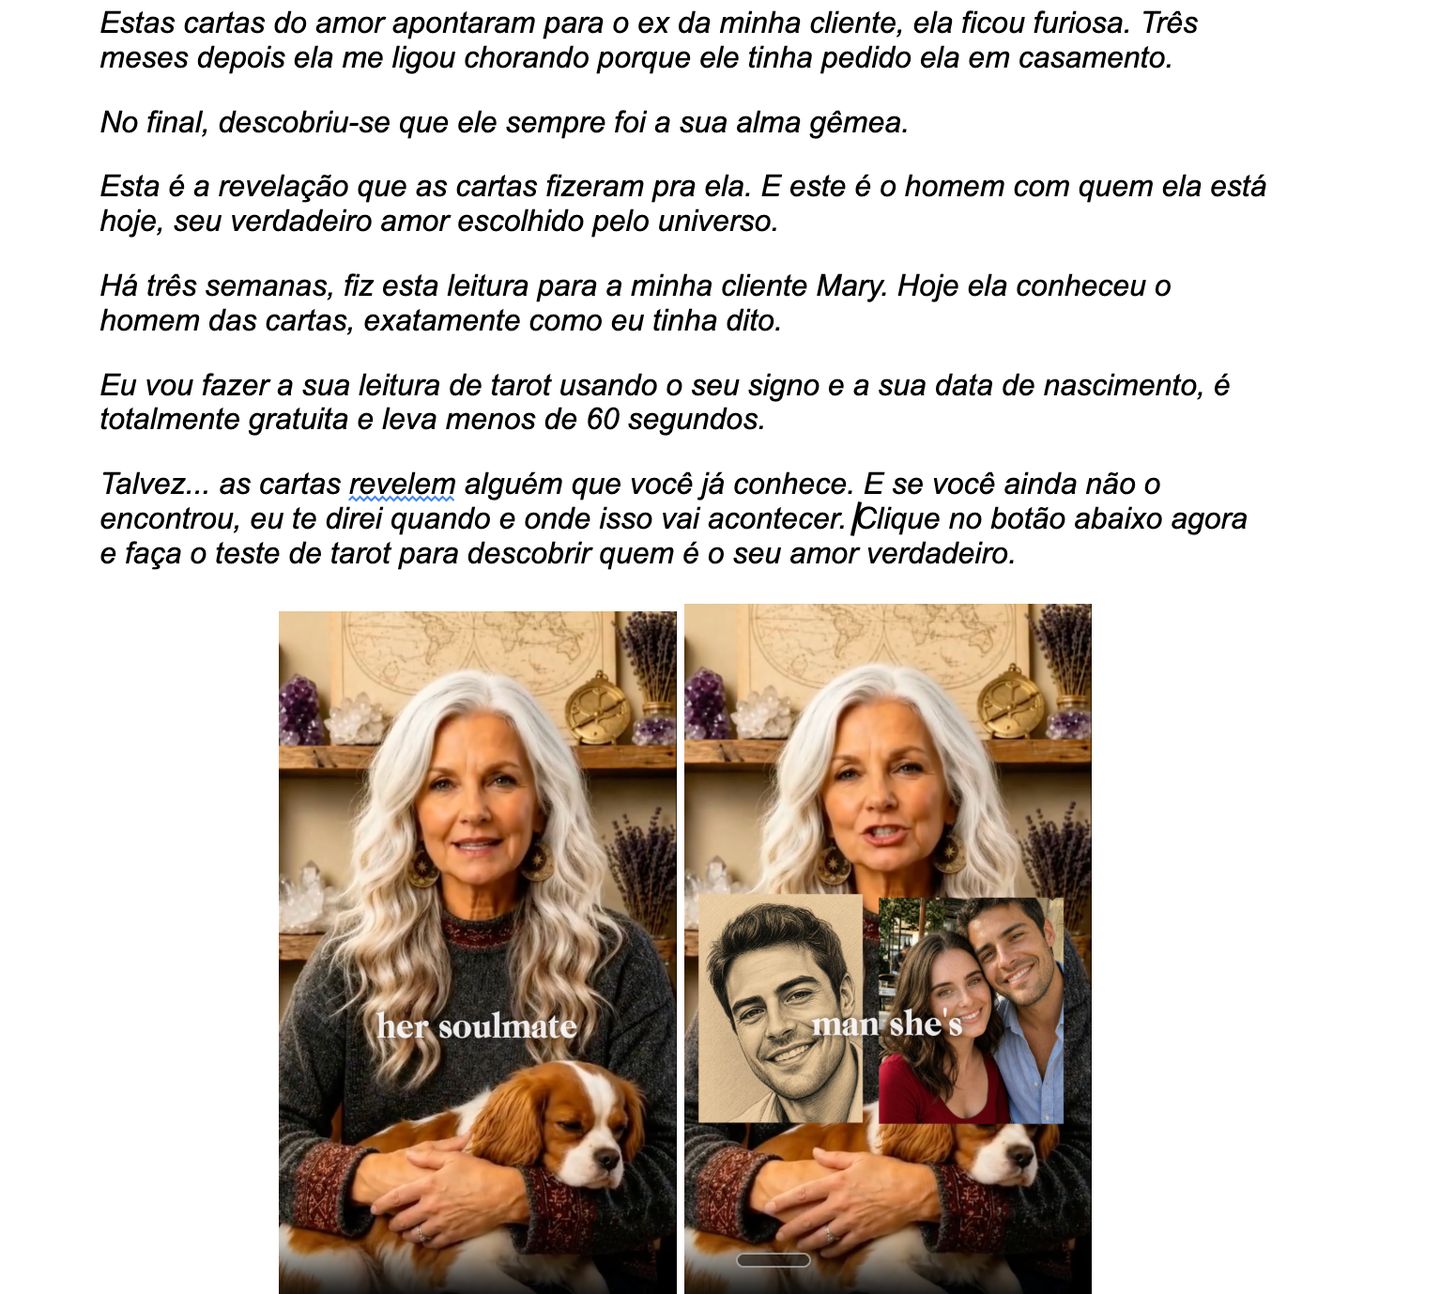 Estas cartas do amor apontaram para o ex da minha cliente, ela ficou furiosa. Três
meses depois ela me ligou chorando porque ele tinha pedido ela em casamento.
No final, descobriu-se que ele sempre foi a sua alma gêmea.
Esta é a revelação que as cartas fizeram pra ela. E este é o homem com quem ela está
hoje, seu verdadeiro amor escolhido pelo universo.
Há três semanas, fiz esta leitura para a minha cliente Mary. Hoje ela conheceu o
homem das cartas, exatamente como eu tinha dito.
Eu vou fazer a sua leitura de tarot usando o seu signo e a sua data de nascimento, é
totalmente gratuita e leva menos de 60 segundos.
Talvez... as cartas revelem alguém que você já conhece. E se você ainda não o
encontrou, eu te direi quando e onde isso vai acontecer. Clique no botão abaixo agora
e faça o teste de tarot para descobrir quem é o seu amor verdadeiro.
her soulmate
man she's